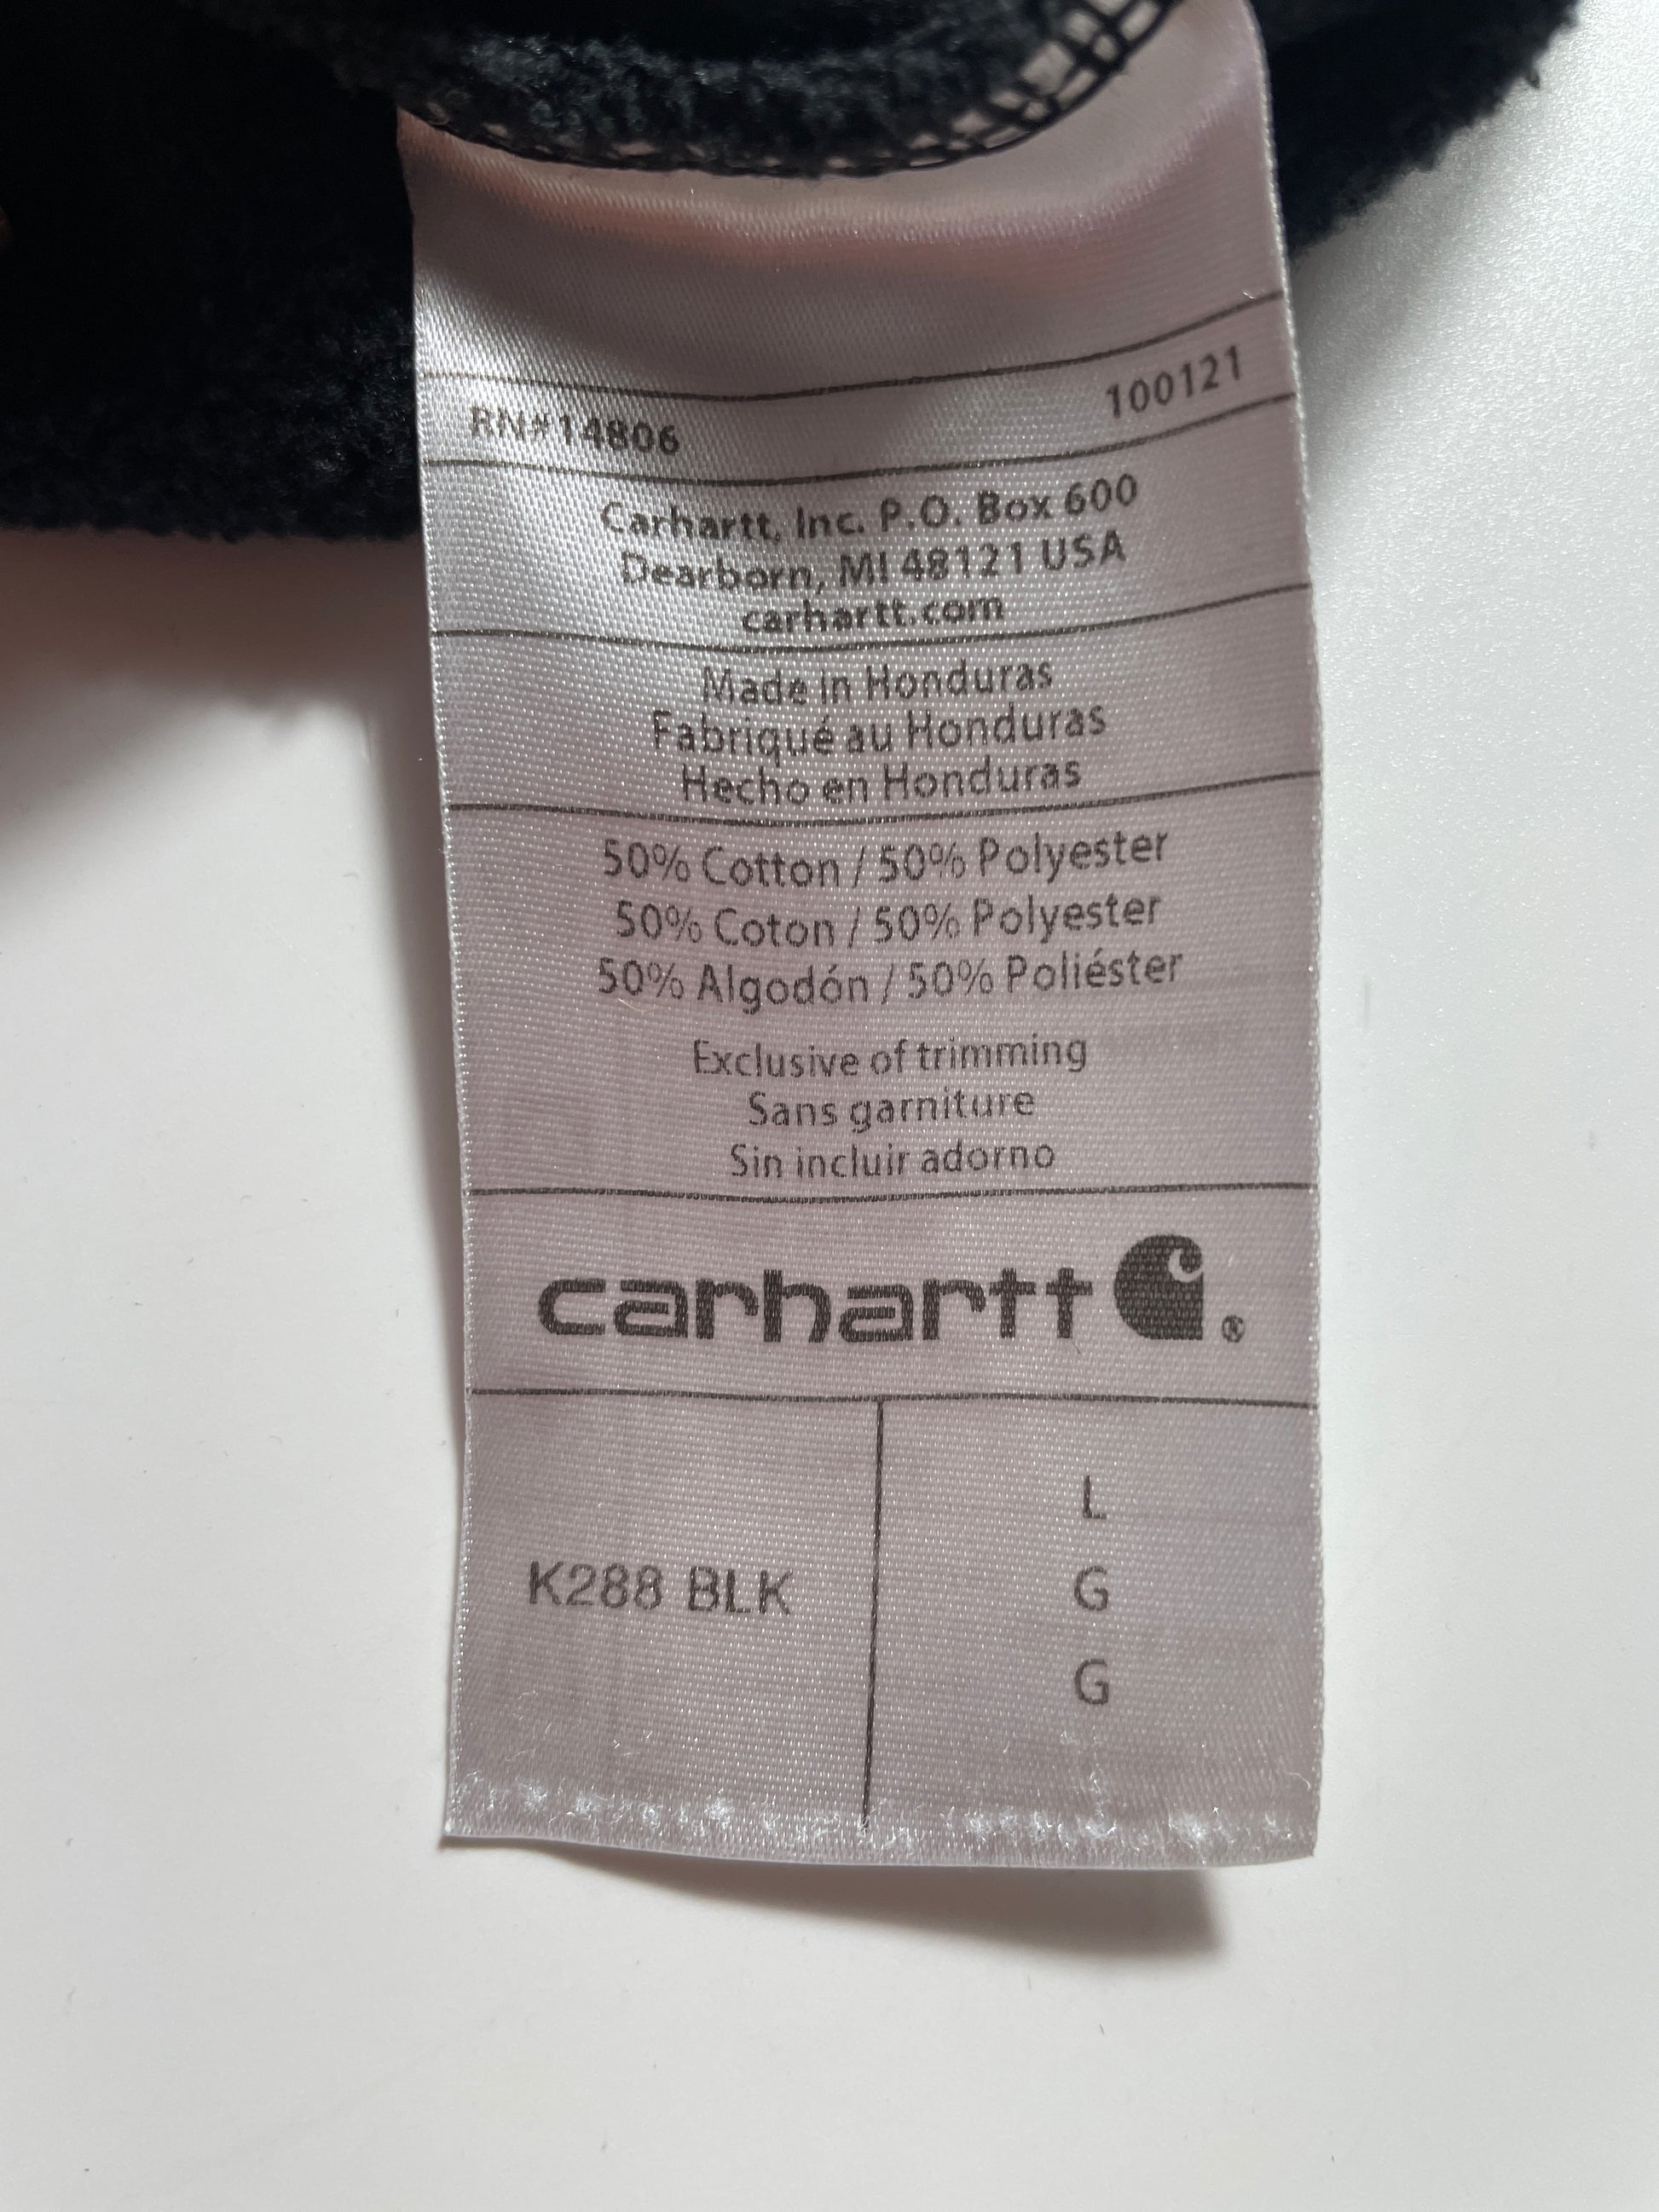 RN#14806 100121
Carhartt, Inc. P.O. Box 600
Dearborn, MI 48121 USA
carhartt.com
Made in Honduras
Fabriqué au Honduras
Hecho en Honduras
50% Cotton / 50% Polyester
50% Coton / 50% Polyester
50% Algodón / 50% Poliéster
Exclusive of trimming
Sans garniture
Sin incluir adorno
carhartt ®
K288 BLK
L
G
G